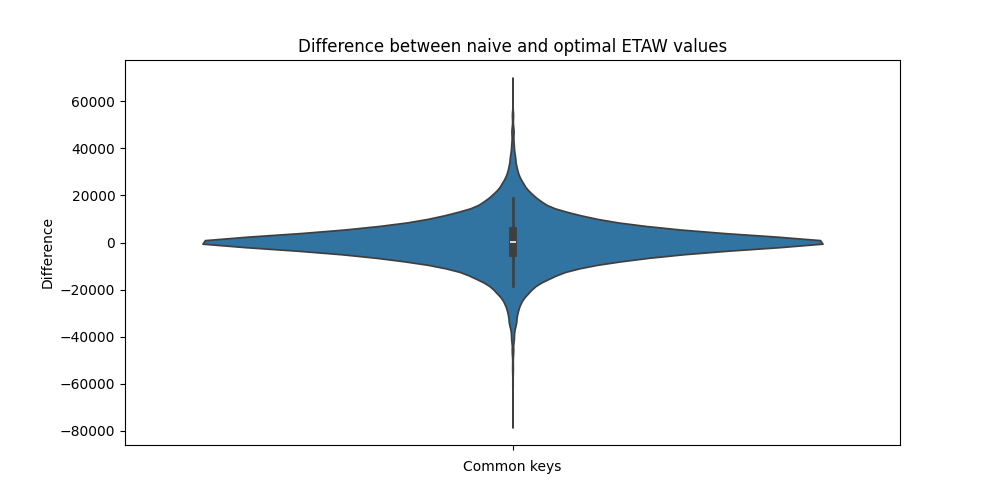 Difference between naive and optimal ETAW values
60000
40000
20000
0
−20000
−40000
−60000
−80000
Difference
Common keys